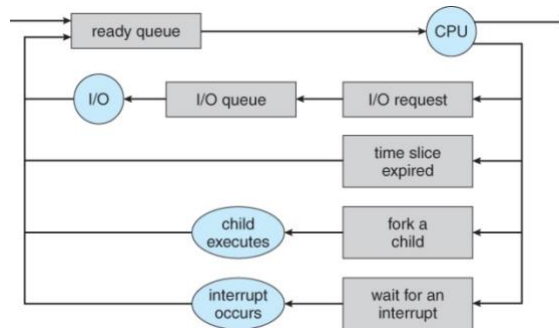 ready queue
CPU
I/O
I/O queue
I/O request
time slice
expired
child
executes
fork a
child
interrupt
occurs
wait for an
interrupt